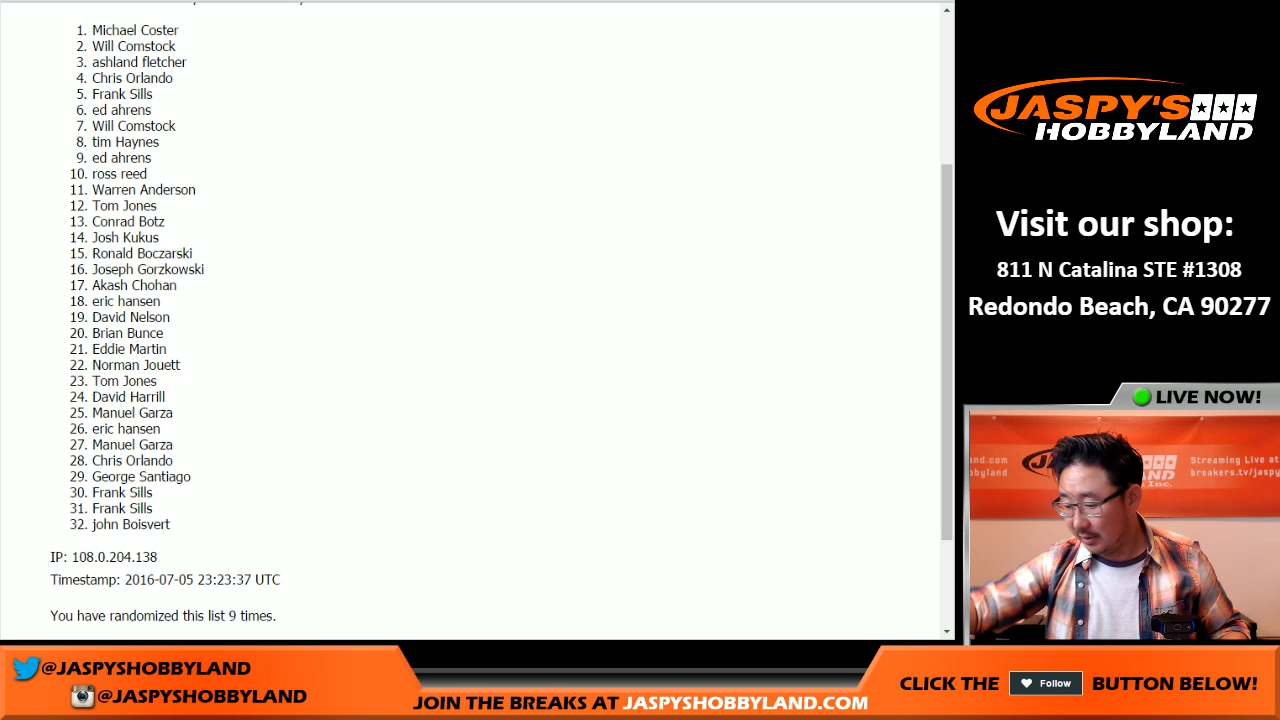 1. Michael Coster
2. Will Comstock
3. ashland fletcher
4. Chris Orlando
5. Frank Sills
6. ed ahrens
7. Will Comstock
8. tim Haynes
9. ed ahrens
10. ross reed
11. Warren Anderson
12. Tom Jones
13. Conrad Botz
14. Josh Kukus
15. Ronald Boczarski
16. Joseph Gorzkowski
17. Akash Chohan
18. eric hansen
19. David Nelson
20. Brian Bunce
21. Eddie Martin
22. Norman Jouett
23. Tom Jones
24. David Harrill
25. Manuel Garza
26. eric hansen
27. Manuel Garza
28. Chris Orlando
29. George Santiago
30. Frank Sills
31. Frank Sills
32. john Boisvert
IP: 108.0.204.138
Timestamp: 2016-07-05 23:23:37 UTC
You have randomized this list 9 times.
JASPY'S
HOBBYLAND
Visit our shop:
811 N Catalina STE #1308
Redondo Beach, CA 90277
LIVE NOW!
Streaming Live at
breakers.tv/jaspy
@JASPYSHOBBYLAND
@JASPYSHOBBYLAND
JOIN THE BREAKS AT JASPYSHOBBYLAND.COM
CLICK THE Follow BUTTON BELOW!